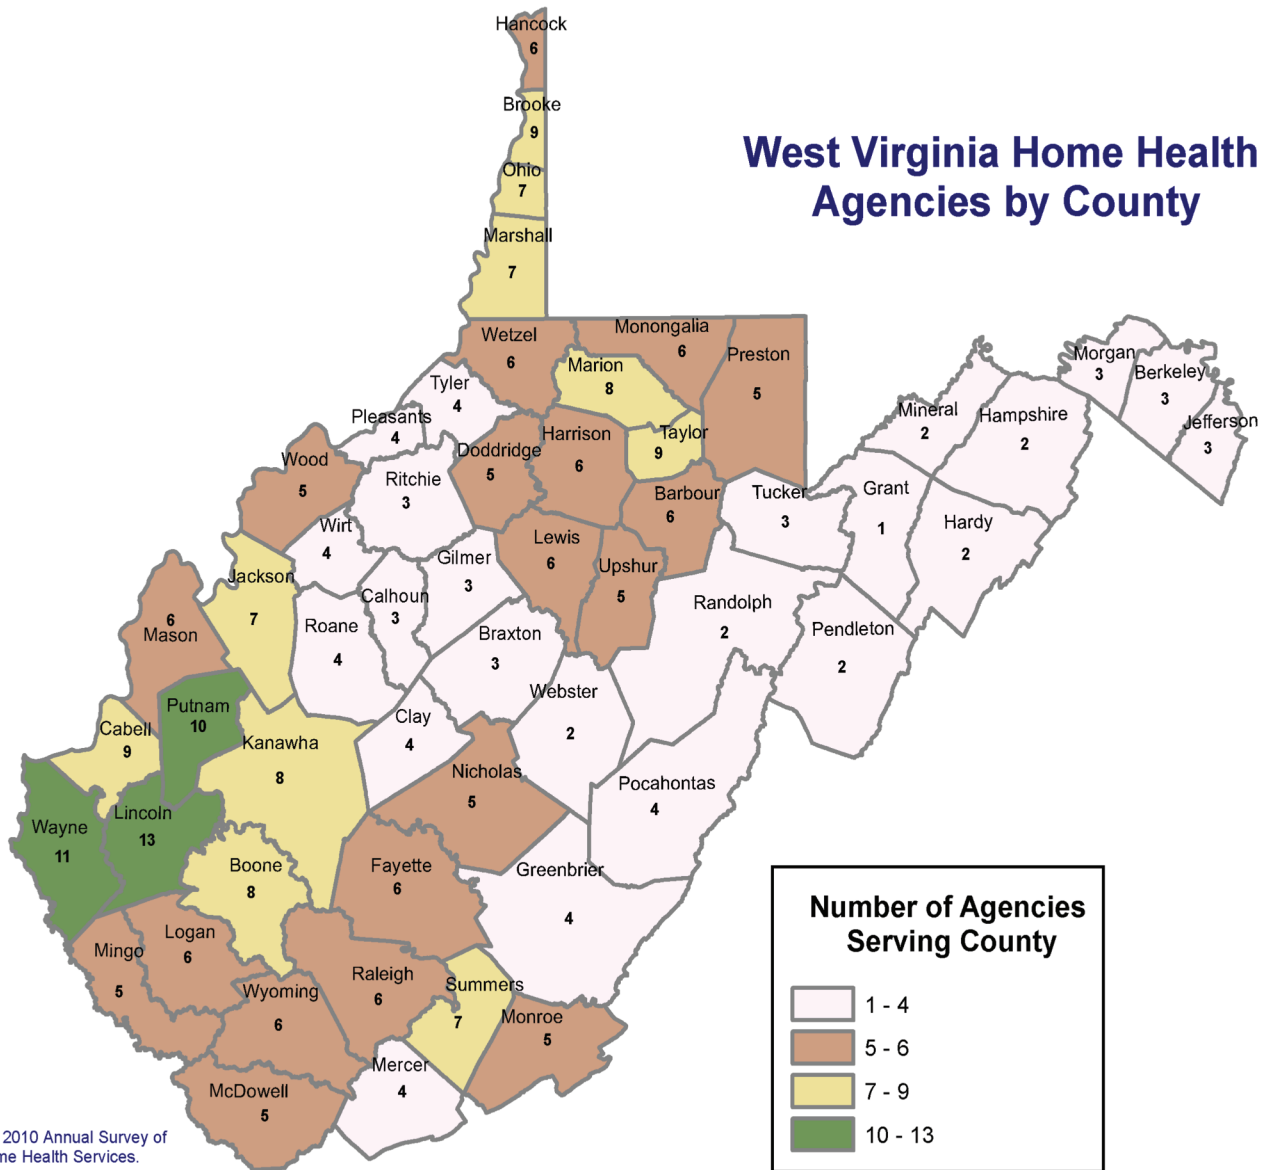 West Virginia Home Health
Agencies by County
Hancock
6
Brooke
9
Ohio
7
Marshall
7
Wetzel
6
Monongalia
6
Preston
5
Marion
8
Tyler
4
Pleasants
4
Taylor
9
Harrison
6
Doddridge
5
Wood
5
Ritchie
3
Morgan
3
Berkeley
3
Jefferson
3
Mineral
2
Hampshire
2
Grant
1
Hardy
2
Tucker
3
Barbour
6
Wirt
4
Gilmer
3
Lewis
6
Upshur
5
Jackson
7
Calhoun
3
Roane
4
Braxton
3
Randolph
2
Pendleton
2
6
Mason
Putnam
10
Webster
2
Clay
4
Cabell
9
Kanawha
8
Nicholas
5
Pocahontas
4
Wayne
11
Lincoln
13
Boone
8
Fayette
6
Greenbrier
4
Logan
6
Mingo
5
Raleigh
6
Summers
7
Wyoming
6
Monroe
5
Mercer
4
McDowell
5
Number of Agencies
Serving County
1 - 4
5 - 6
7 - 9
10 - 13
2010 Annual Survey of
me Health Services.